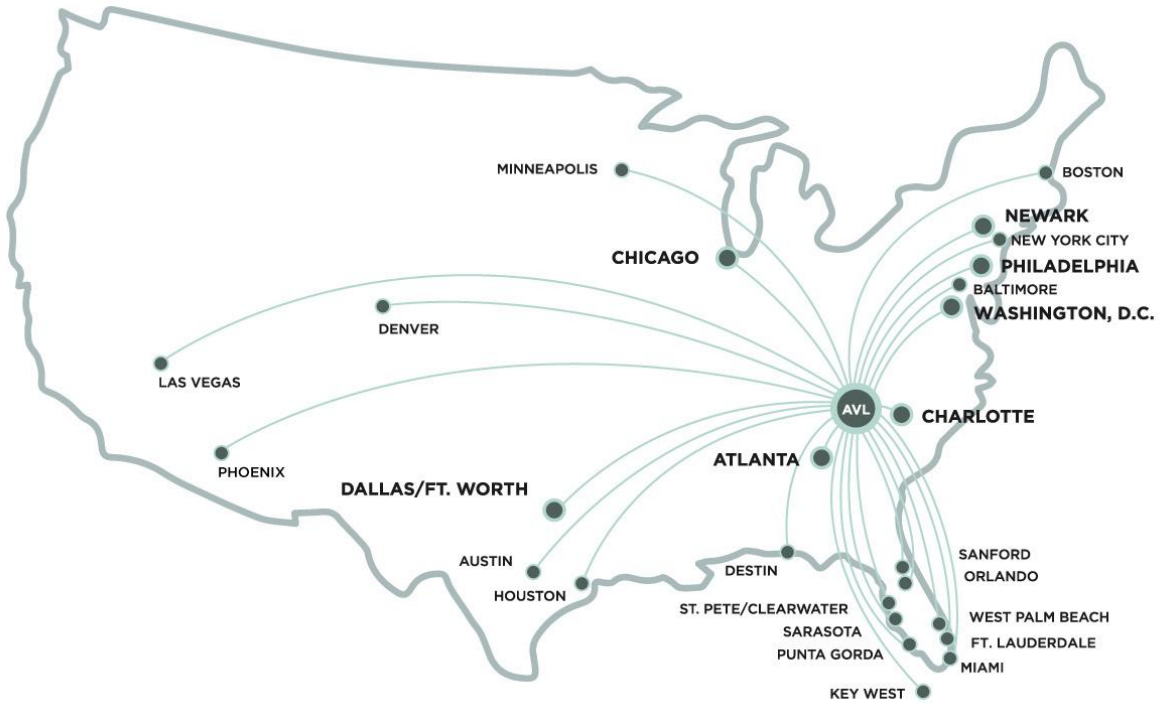 MINNEAPOLIS
BOSTON
NEWARK
NEW YORK CITY
CHICAGO
PHILADELPHIA
BALTIMORE
WASHINGTON, D.C.
DENVER
LAS VEGAS
AVL
CHARLOTTE
ATLANTA
PHOENIX
DALLAS/FT. WORTH
AUSTIN
HOUSTON
DESTIN
SANFORD
ORLANDO
ST. PETE/CLEARWATER
WEST PALM BEACH
SARASOTA
FT. LAUDERDALE
PUNTA GORDA
MIAMI
KEY WEST